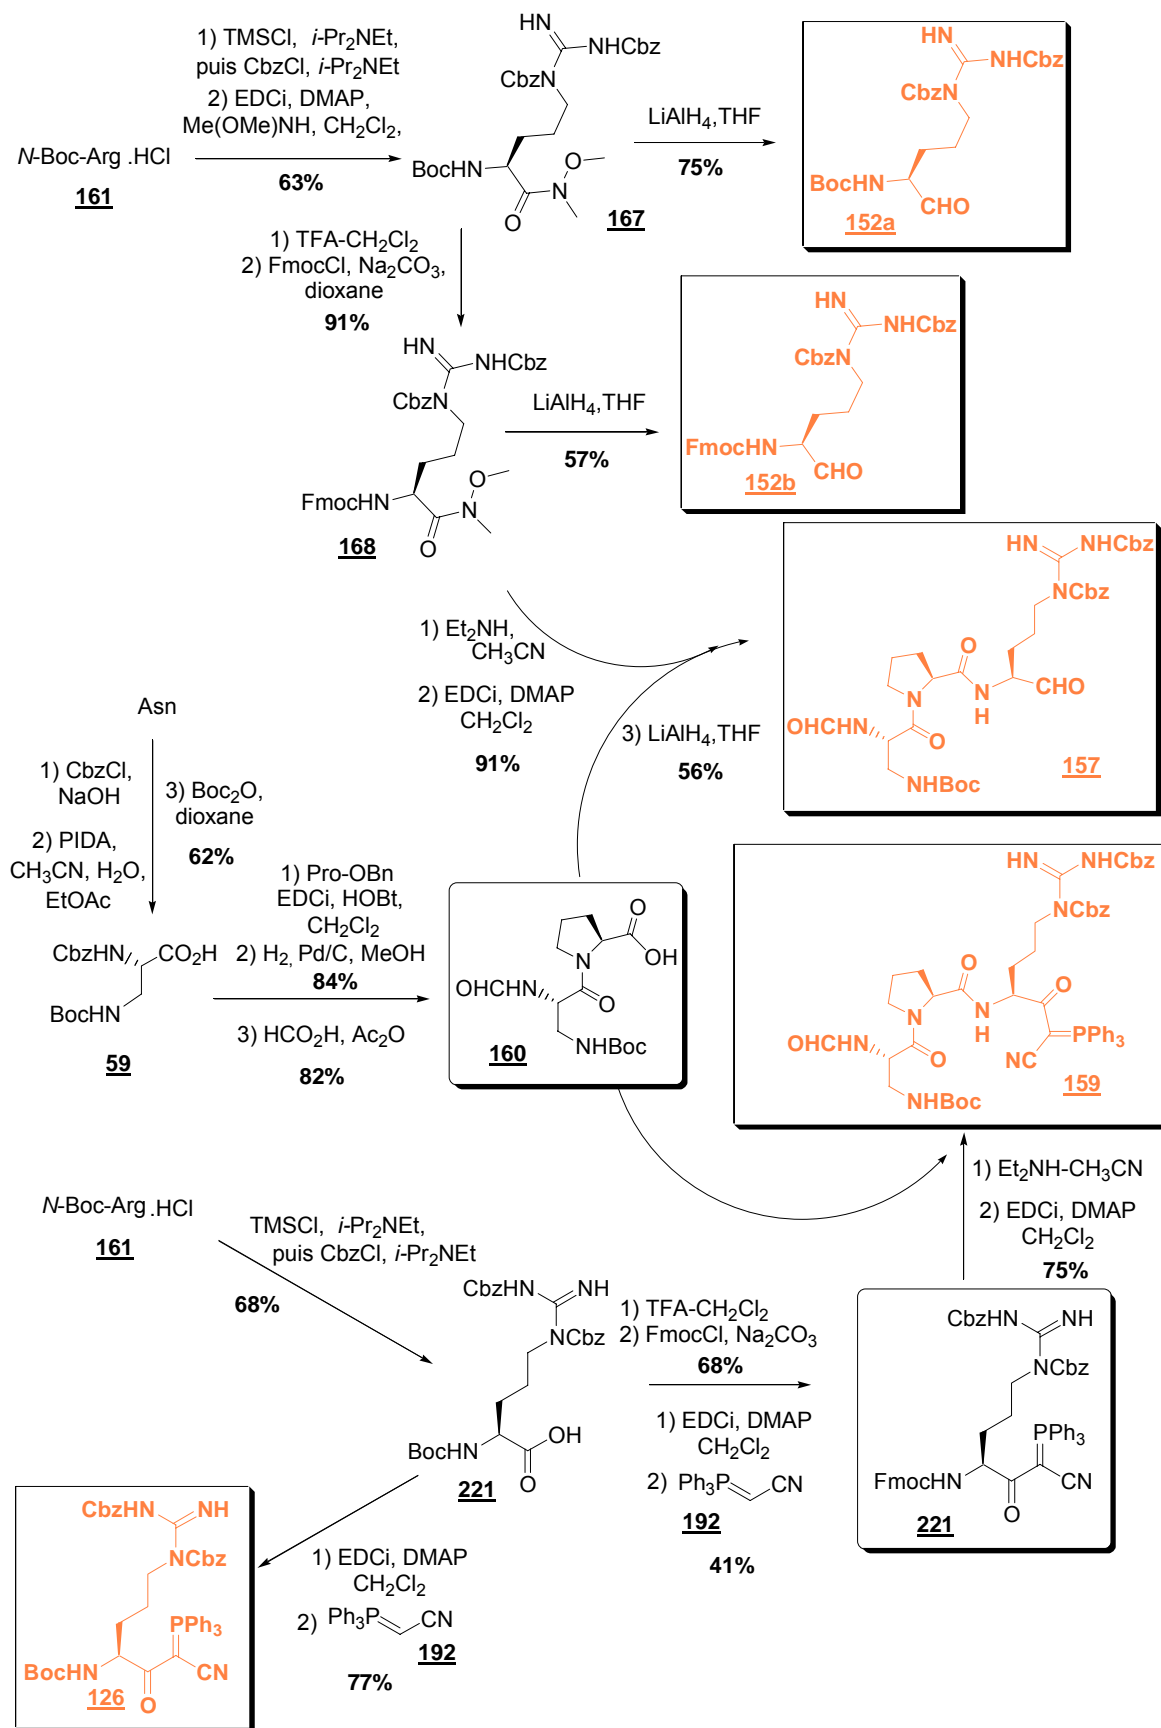 1) TMSCl, i-Pr2NEt,
puis CbzCl, i-Pr2NEt
2) EDCi, DMAP,
Me(OMe)NH, CH2Cl2,
N-Boc-Arg .HCl
161
63%
HN
NHCbz
CbzN
BocHN
O
N
O
167
LiAlH4,THF
75%
HN
NHCbz
CbzN
BocHN
CHO
152a
1) TFA-CH2Cl2
2) FmocCl, Na2CO3,
dioxane
91%
HN
NHCbz
CbzN
FmocHN
O
N
O
168
LiAlH4,THF
57%
HN
NHCbz
CbzN
FmocHN
CHO
152b
1) Et2NH,
CH3CN
2) EDCi, DMAP
CH2Cl2
91%
3) LiAlH4,THF
56%
HN
NHCbz
NCbz
O
N
H
CHO
N
OHCHN
O
NHBoc
157
Asn
1) CbzCl,
NaOH
2) PIDA,
CH3CN, H2O,
EtOAc
3) Boc2O,
dioxane
62%
CbzHN
CO2H
BocHN
59
1) Pro-OBn
EDCi, HOBt,
CH2Cl2
2) H2, Pd/C, MeOH
84%
3) HCO2H, Ac2O
82%
O
OH
N
OHCHN
O
NHBoc
160
HN
NHCbz
NCbz
O
N
H
O
PPh3
NC
N
OHCHN
O
NHBoc
159
1) Et2NH-CH3CN
2) EDCi, DMAP
CH2Cl2
75%
N-Boc-Arg .HCl
161
TMSCl, i-Pr2NEt,
puis CbzCl, i-Pr2NEt
68%
CbzHN
NH
NCbz
BocHN
OH
O
221
1) TFA-CH2Cl2
2) FmocCl, Na2CO3
68%
1) EDCi, DMAP
CH2Cl2
2) Ph3P
CN
192
41%
CbzHN
NH
NCbz
PPh3
FmocHN
CN
O
221
1) EDCi, DMAP
CH2Cl2
2) Ph3P
CN
192
77%
CbzHN
NH
NCbz
PPh3
BocHN
CN
O
126